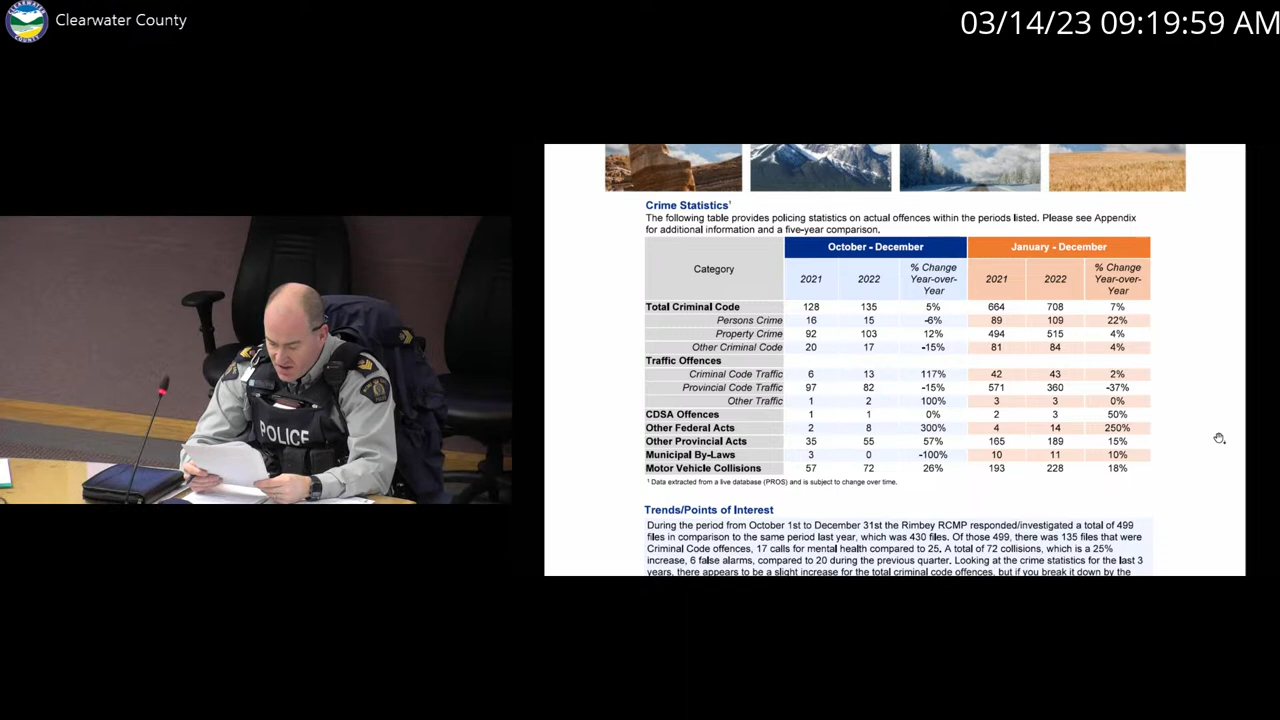 CLEARWATER
COUNTY
Clearwater County
03/14/23 09:19:59 AM
POLICE
Crime Statistics¹
The following table provides policing statistics on actual offences within the periods listed. Please see Appendix
for additional information and a five-year comparison.
Category October - December January - December
2021 2022 % Change Year-over-Year 2021 2022 % Change Year-over-Year
Total Criminal Code 128 135 5% 664 708 7%
Persons Crime 16 15 -6% 89 109 22%
Property Crime 92 103 12% 494 515 4%
Other Criminal Code 20 17 -15% 81 84 4%
Traffic Offences
Criminal Code Traffic 6 13 117% 42 43 2%
Provincial Code Traffic 97 82 -15% 571 360 -37%
Other Traffic 1 2 100% 3 3 0%
CDSA Offences 1 1 0% 2 3 50%
Other Federal Acts 2 8 300% 4 14 250%
Other Provincial Acts 35 55 57% 165 189 15%
Municipal By-Laws 3 0 -100% 10 11 10%
Motor Vehicle Collisions 57 72 26% 193 228 18%
¹ Data extracted from a live database (PROS) and is subject to change over time.
Trends/Points of Interest
During the period from October 1st to December 31st the Rimbey RCMP responded/investigated a total of 499
files in comparison to the same period last year, which was 430 files. Of those 499, there was 135 files that were
Criminal Code offences, 17 calls for mental health compared to 25. A total of 72 collisions, which is a 25%
increase, 6 false alarms, compared to 20 during the previous quarter. Looking at the crime statistics for the last 3
years, there appears to be a slight increase for the total criminal code offences, but if you break it down by the